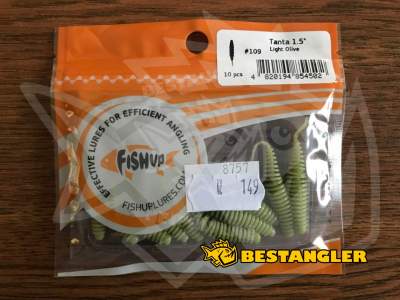 Tanta 1.5"
#109
Light Olive
10 pcs
4 820194 854502
EFFECTIVE LURES FOR EFFICIENT ANGLING
FISHUP
FISHUPLURES.COM
8757
149
BESTANGLER